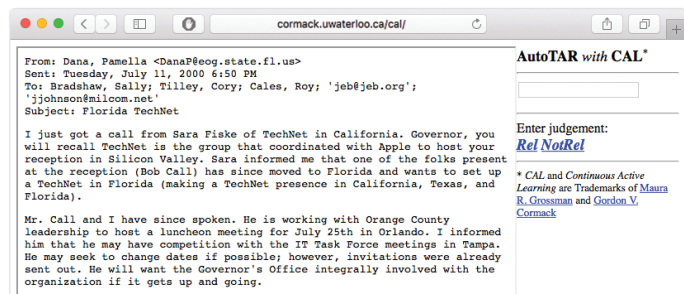 cormack.uwaterloo.ca/cal/
From: Dana, Pamella <DanaP@eog.state.fl.us>
Sent: Tuesday, July 11, 2000 6:50 PM
To: Bradshaw, Sally; Tilley, Cory; Cales, Roy; 'jeb@jeb.org';
'jjohnson@milcom.net'
Subject: Florida TechNet
I just got a call from Sara Fiske of TechNet in California. Governor, you
will recall TechNet is the group that coordinated with Apple to host your
reception in Silicon Valley. Sara informed me that one of the folks present
at the reception (Bob Call) has since moved to Florida and wants to set up
a TechNet in Florida (making a TechNet presence in California, Texas, and
Florida).
Mr. Call and I have since spoken. He is working with Orange County
leadership to host a luncheon meeting for July 25th in Orlando. I informed
him that he may have competition with the IT Task Force meetings in Tampa.
He may seek to change dates if possible; however, invitations were already
sent out. He will want the Governor's Office integrally involved with the
organization if it gets up and going.
AutoTAR with CAL*
Enter judgement:
Rel NotRel
* CAL and Continuous Active
Learning are Trademarks of Maura
R. Grossman and Gordon V.
Cormack